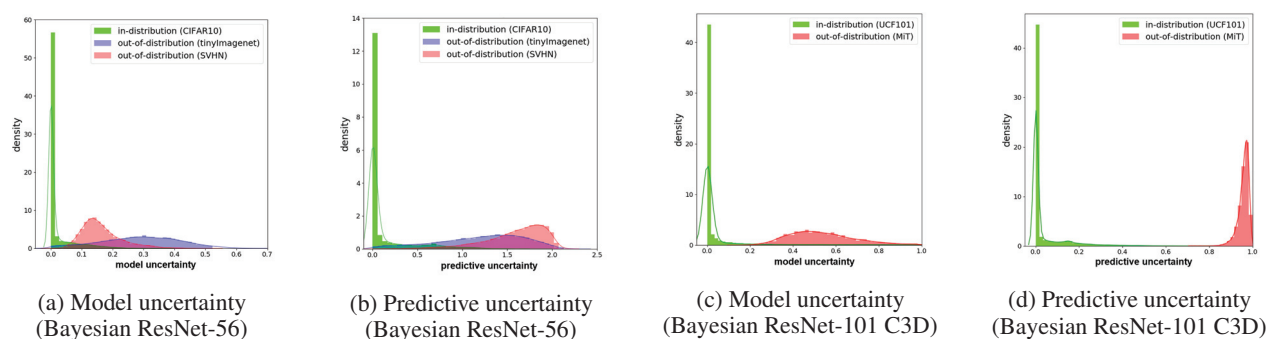 in-distribution (CIFAR10)
out-of-distribution (tinyImagenet)
out-of-distribution (SVHN)
density
60
50
40
30
20
10
0
0.0 0.1 0.2 0.3 0.4 0.5 0.6 0.7
model uncertainty
(a) Model uncertainty
(Bayesian ResNet-56)
in-distribution (CIFAR10)
out-of-distribution (tinyImagenet)
out-of-distribution (SVHN)
density
14
12
10
8
6
4
2
0
0.0 0.5 1.0 1.5 2.0 2.5
predictive uncertainty
(b) Predictive uncertainty
(Bayesian ResNet-56)
in-distribution (UCF101)
out-of-distribution (MiT)
density
40
30
20
10
0
0.0 0.2 0.4 0.6 0.8 1.0
model uncertainty
(c) Model uncertainty
(Bayesian ResNet-101 C3D)
in-distribution (UCF101)
out-of-distribution (MiT)
density
40
30
20
10
0
0.0 0.2 0.4 0.6 0.8 1.0
predictive uncertainty
(d) Predictive uncertainty
(Bayesian ResNet-101 C3D)